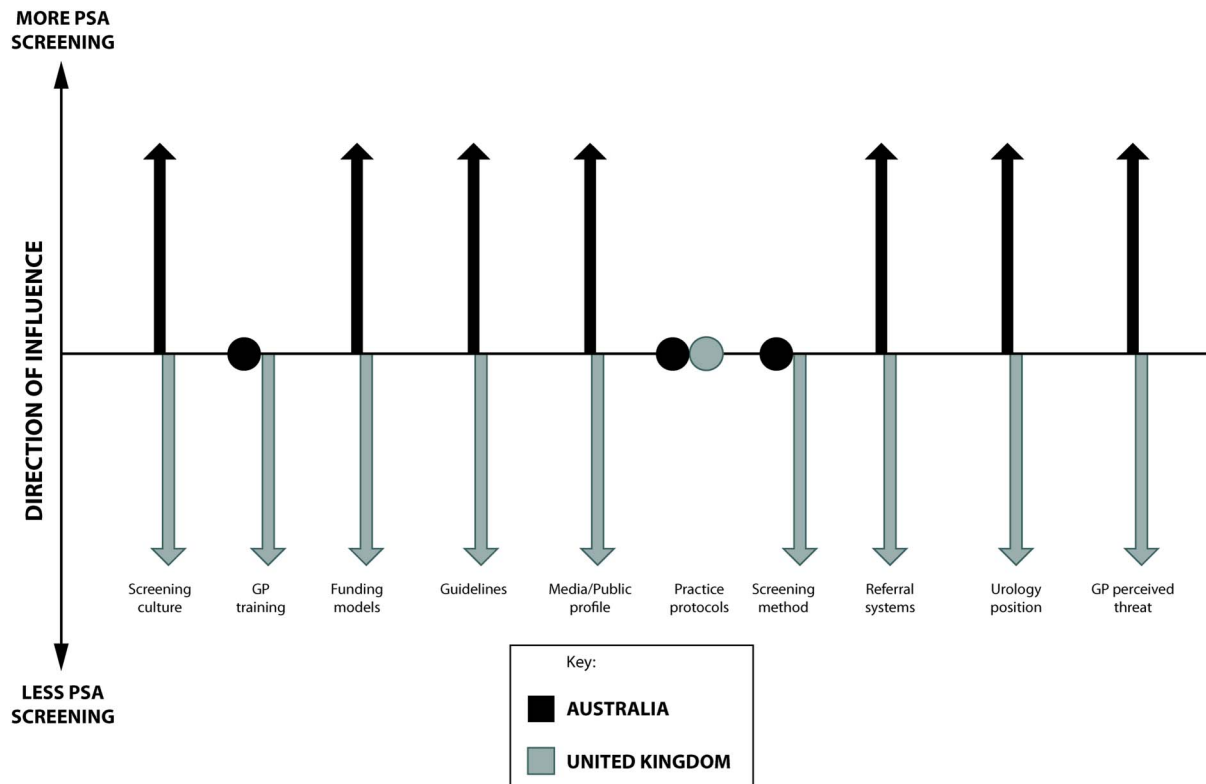 MORE PSA
SCREENING
DIRECTION OF INFLUENCE
Screening
culture
GP
training
Funding
models
Guidelines
Media/Public
profile
Practice
protocols
Screening
method
Referral
systems
Urology
position
GP perceived
threat
LESS PSA
SCREENING
Key:
AUSTRALIA
UNITED KINGDOM